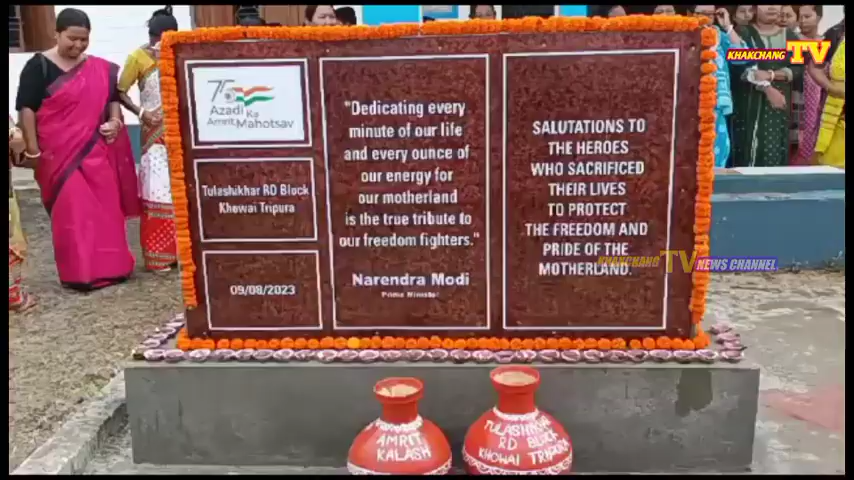 KHAKCHANG TV
75
Azadi Ka
Amrit Mahotsav
Tulashikhar RD Block
Khowai Tripura
09/08/2023
"Dedicating every
minute of our life
and every ounce of
our energy for
our motherland
is the true tribute to
our freedom fighters."
Narendra Modi
Prime Minister
SALUTATIONS TO
THE HEROES
WHO SACRIFICED
THEIR LIVES
TO PROTECT
THE FREEDOM AND
PRIDE OF THE
MOTHERLAND.
KHAKCHANG TV NEWS CHANNEL
AMRIT
KALASH
TULASHIKHAR
RD BLOCK
KHOWAI TRIPURA